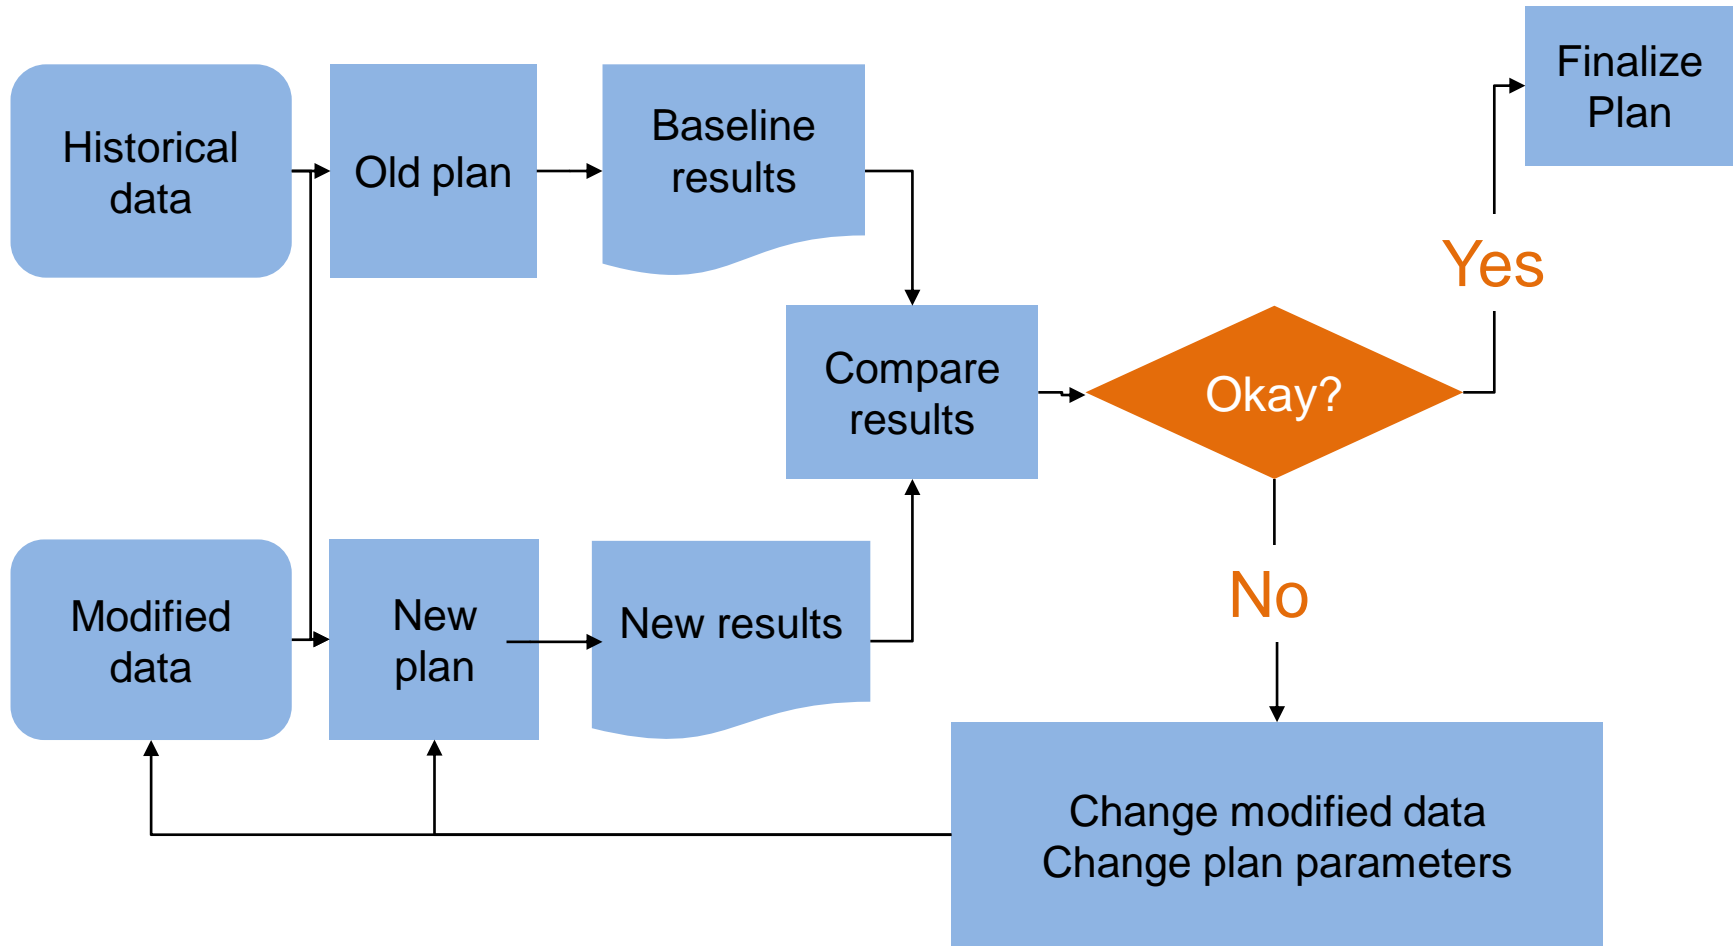 Historical
data
Old plan
Baseline
results
Finalize
Plan
Yes
Compare
results
Okay?
No
Modified
data
New
plan
New results
Change modified data
Change plan parameters